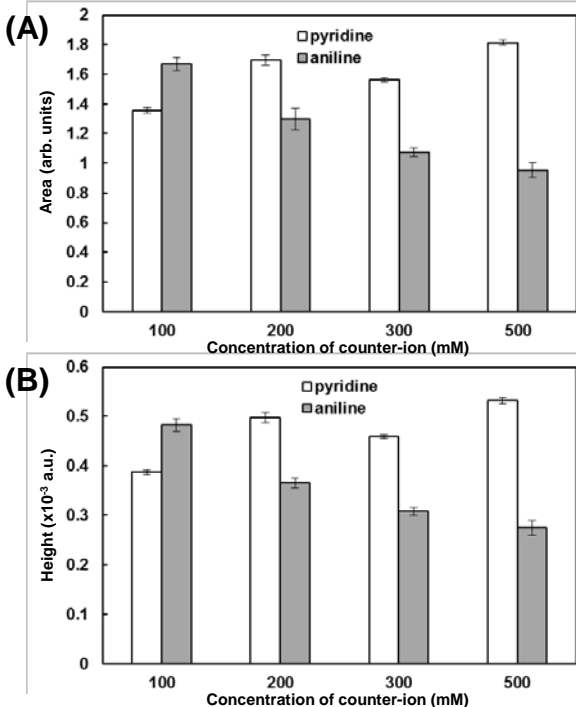 (A)
2
1.8
1.6
1.4
1.2
1
0.8
0.6
0.4
0.2
0
Area (arb. units)
pyridine
aniline
100 200 300 500
Concentration of counter-ion (mM)
(B)
0.6
0.5
0.4
0.3
0.2
0.1
0
Height (x10⁻³ a.u.)
pyridine
aniline
100 200 300 500
Concentration of counter-ion (mM)